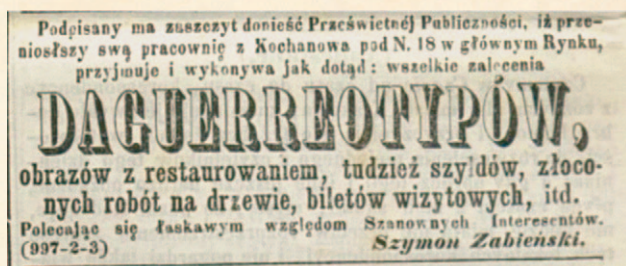 Podpisany ma zaszczyt donieść Prześwietnéj Publiczności, iż prze-
niosłszy swą pracownię z Kochanowa pod N. 18 w głównym Rynku,
przyjmuje i wykonywa jak dotąd: wszelkie zalecenia
DAGUERREOTYPÓW,
obrazów z restaurowaniem, tudzież szyldów, złoco-
nych robót na drzewie, biletów wizytowych, itd.
Polecając się łaskawym względom Szanownych Interesentów.
(997-2-3) Szymon Zabieński.